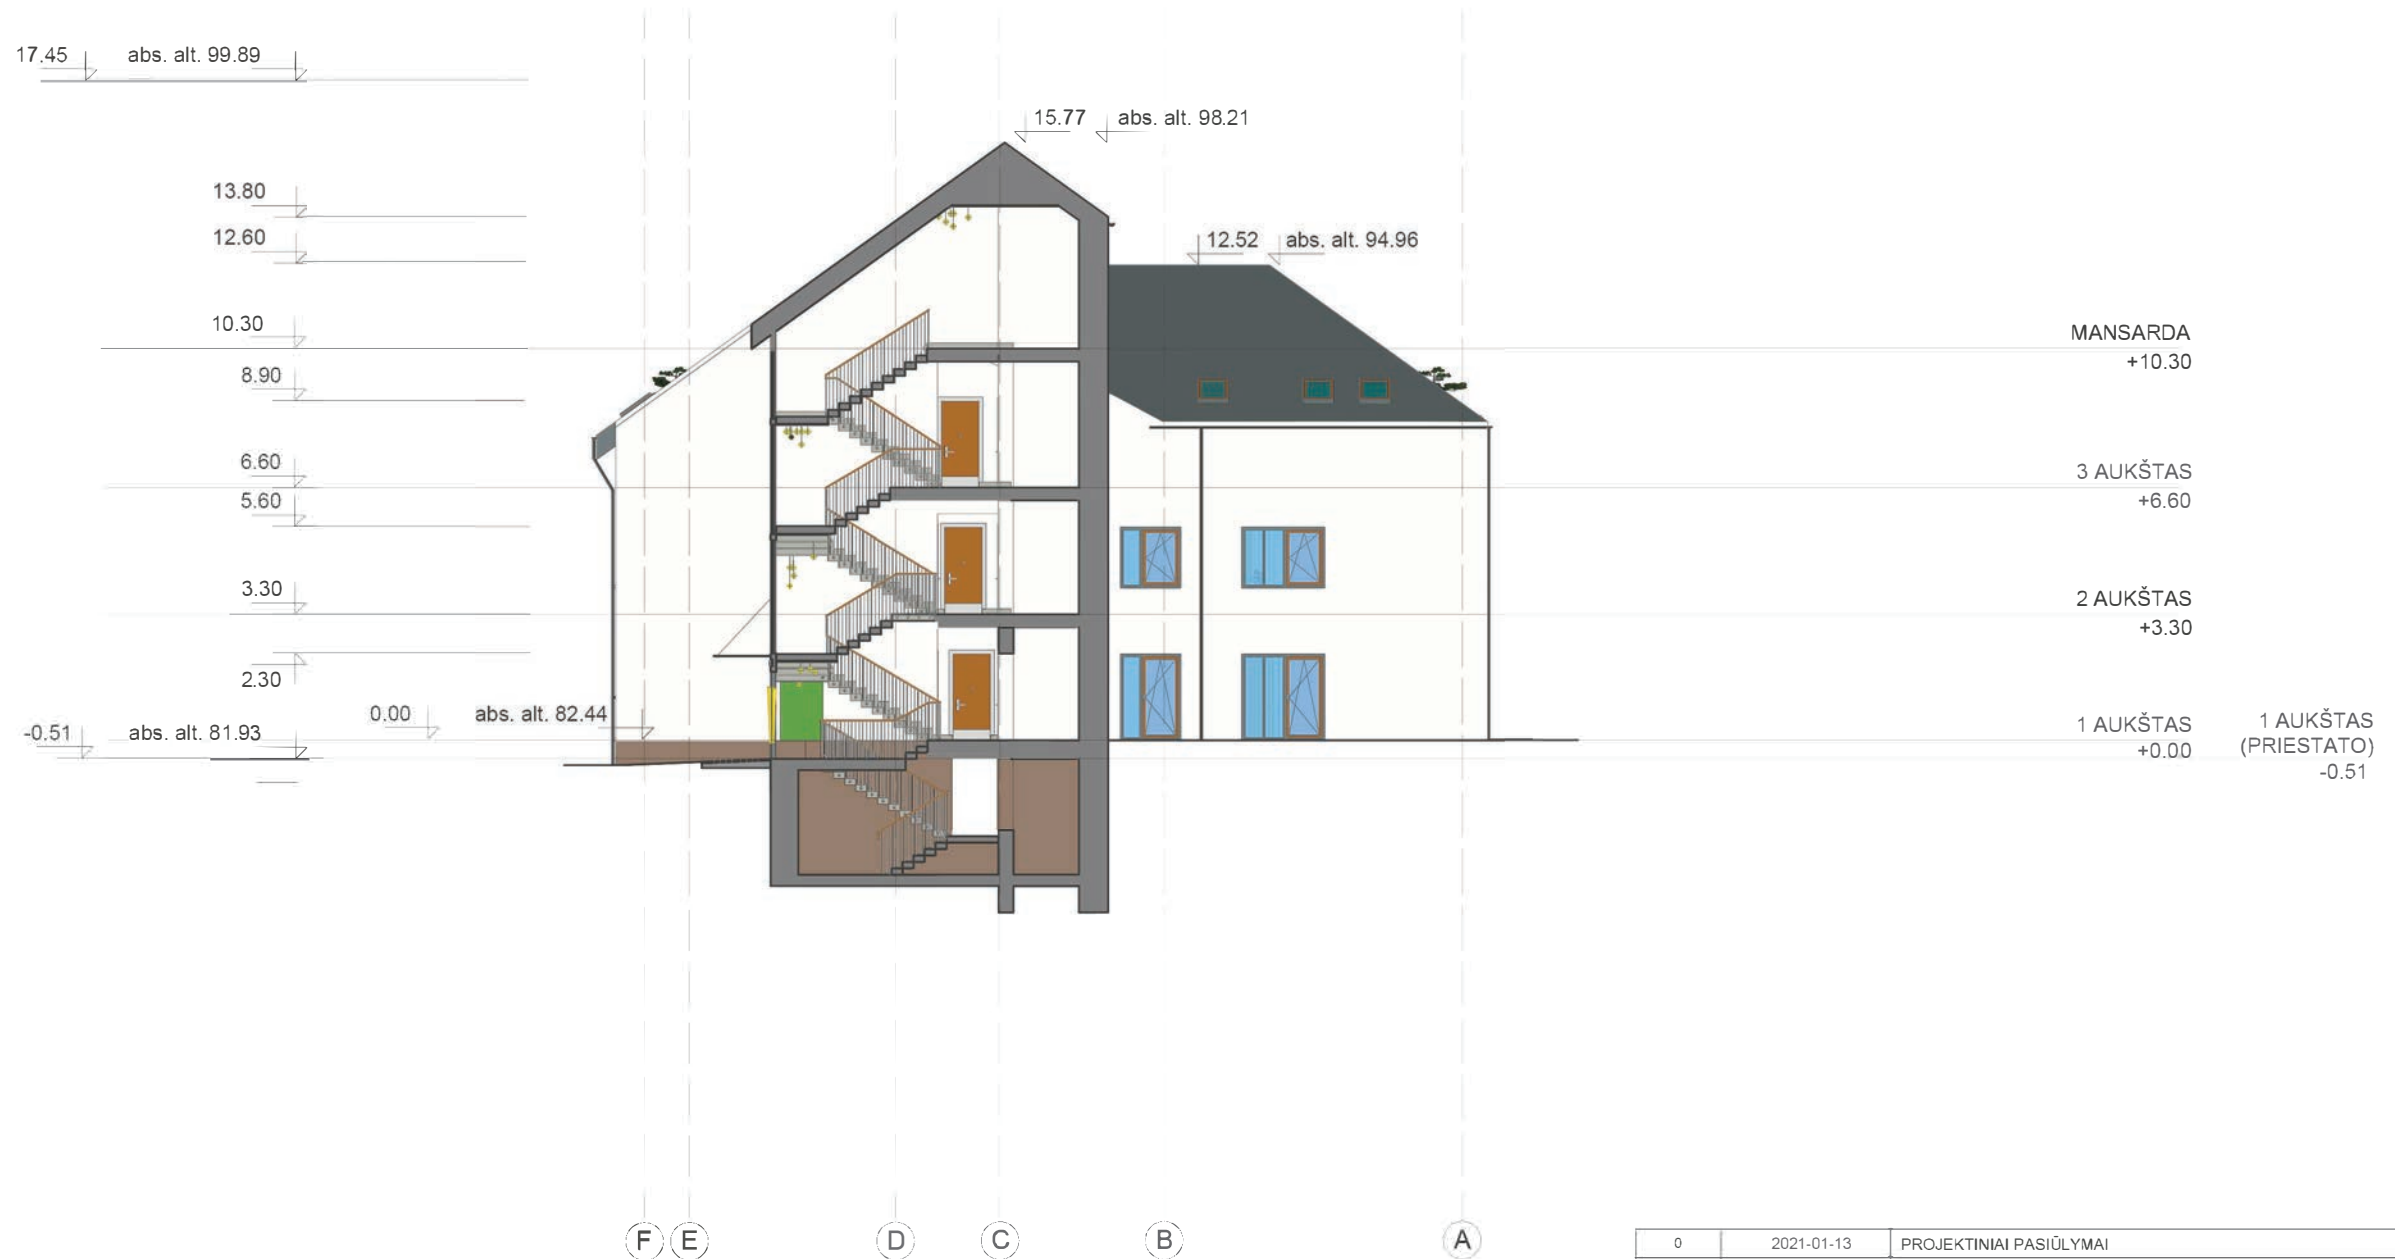 17.45 abs. alt. 99.89
15.77 abs. alt. 98.21
13.80
12.60
12.52 abs. alt. 94.96
10.30
MANSARDA
+10.30
8.90
6.60
3 AUKŠTAS
+6.60
5.60
3.30
2 AUKŠTAS
+3.30
2.30
0.00 abs. alt. 82.44
-0.51 abs. alt. 81.93
1 AUKŠTAS
+0.00
1 AUKŠTAS
(PRIESTATO)
-0.51
F E D C B A
0 2021-01-13 PROJEKTINIAI PASIŪLYMAI